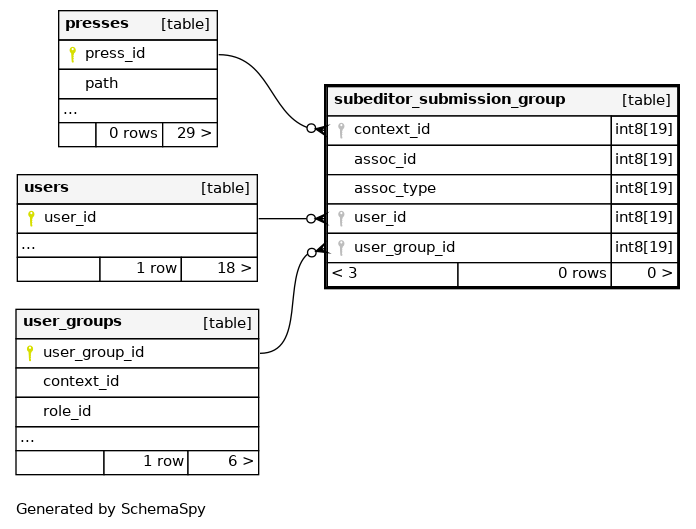 presses [table]
press_id
path
...
0 rows 29 >
users [table]
user_id
...
1 row 18 >
user_groups [table]
user_group_id
context_id
role_id
...
1 row 6 >
subeditor_submission_group [table]
context_id int8[19]
assoc_id int8[19]
assoc_type int8[19]
user_id int8[19]
user_group_id int8[19]
< 3 0 rows 0 >
Generated by SchemaSpy